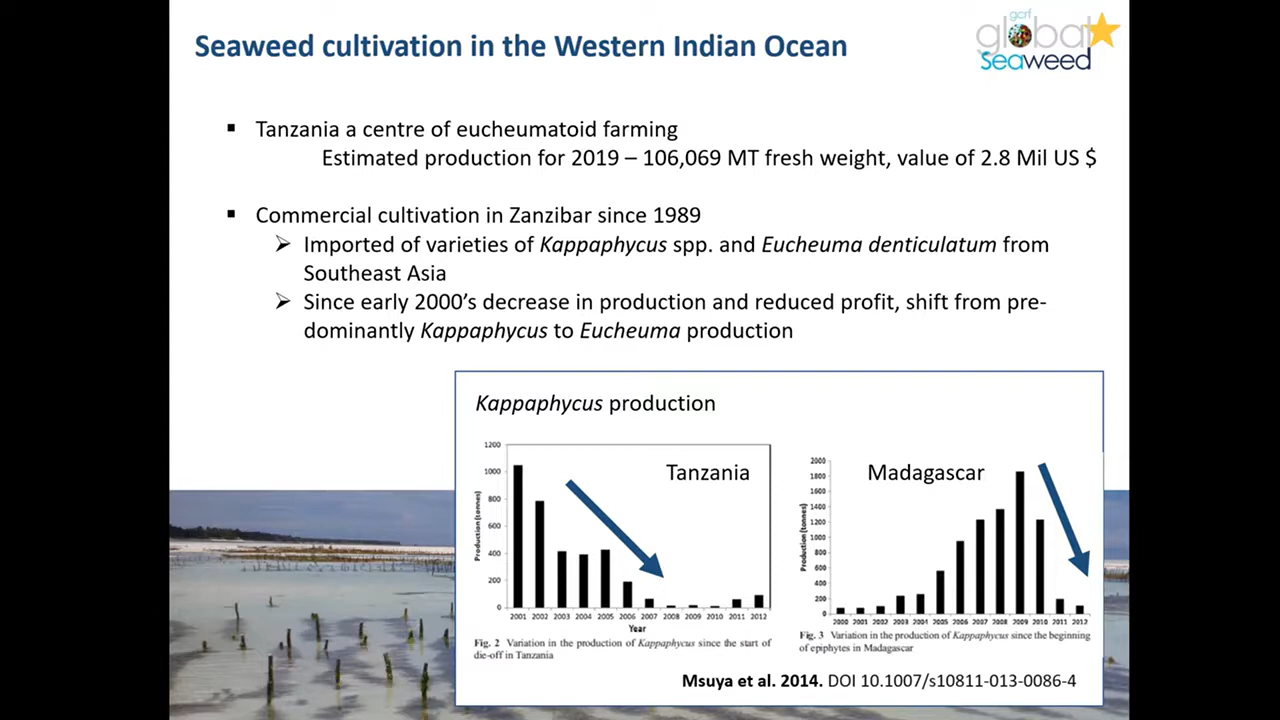 Seaweed cultivation in the Western Indian Ocean
gcrf
global
Seaweed
▪ Tanzania a centre of eucheumatoid farming
Estimated production for 2019 – 106,069 MT fresh weight, value of 2.8 Mil US $
▪ Commercial cultivation in Zanzibar since 1989
➢ Imported of varieties of Kappaphycus spp. and Eucheuma denticulatum from
Southeast Asia
➢ Since early 2000’s decrease in production and reduced profit, shift from pre-
dominantly Kappaphycus to Eucheuma production
Kappaphycus production
Tanzania
Production (tonnes)
1200
1000
800
600
400
200
0
2001 2002 2003 2004 2005 2006 2007 2008 2009 2010 2011 2012
Year
Fig. 2 Variation in the production of Kappaphycus since the start of
die-off in Tanzania
Madagascar
Production (tonnes)
2000
1800
1600
1400
1200
1000
800
600
400
200
0
2000 2001 2002 2003 2004 2005 2006 2007 2008 2009 2010 2011 2012
Fig. 3 Variation in the production of Kappaphycus since the beginning
of epiphytes in Madagascar
Msuya et al. 2014. DOI 10.1007/s10811-013-0086-4